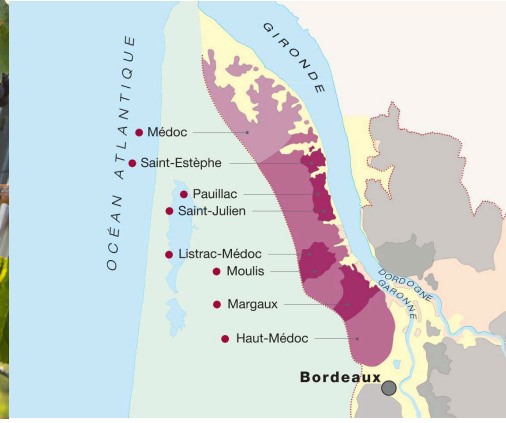 GIRONDE
OCÉAN ATLANTIQUE
Médoc
Saint-Estèphe
Pauillac
Saint-Julien
Listrac-Médoc
Moulis
DORDOGNE
GARONNE
Margaux
Haut-Médoc
Bordeaux